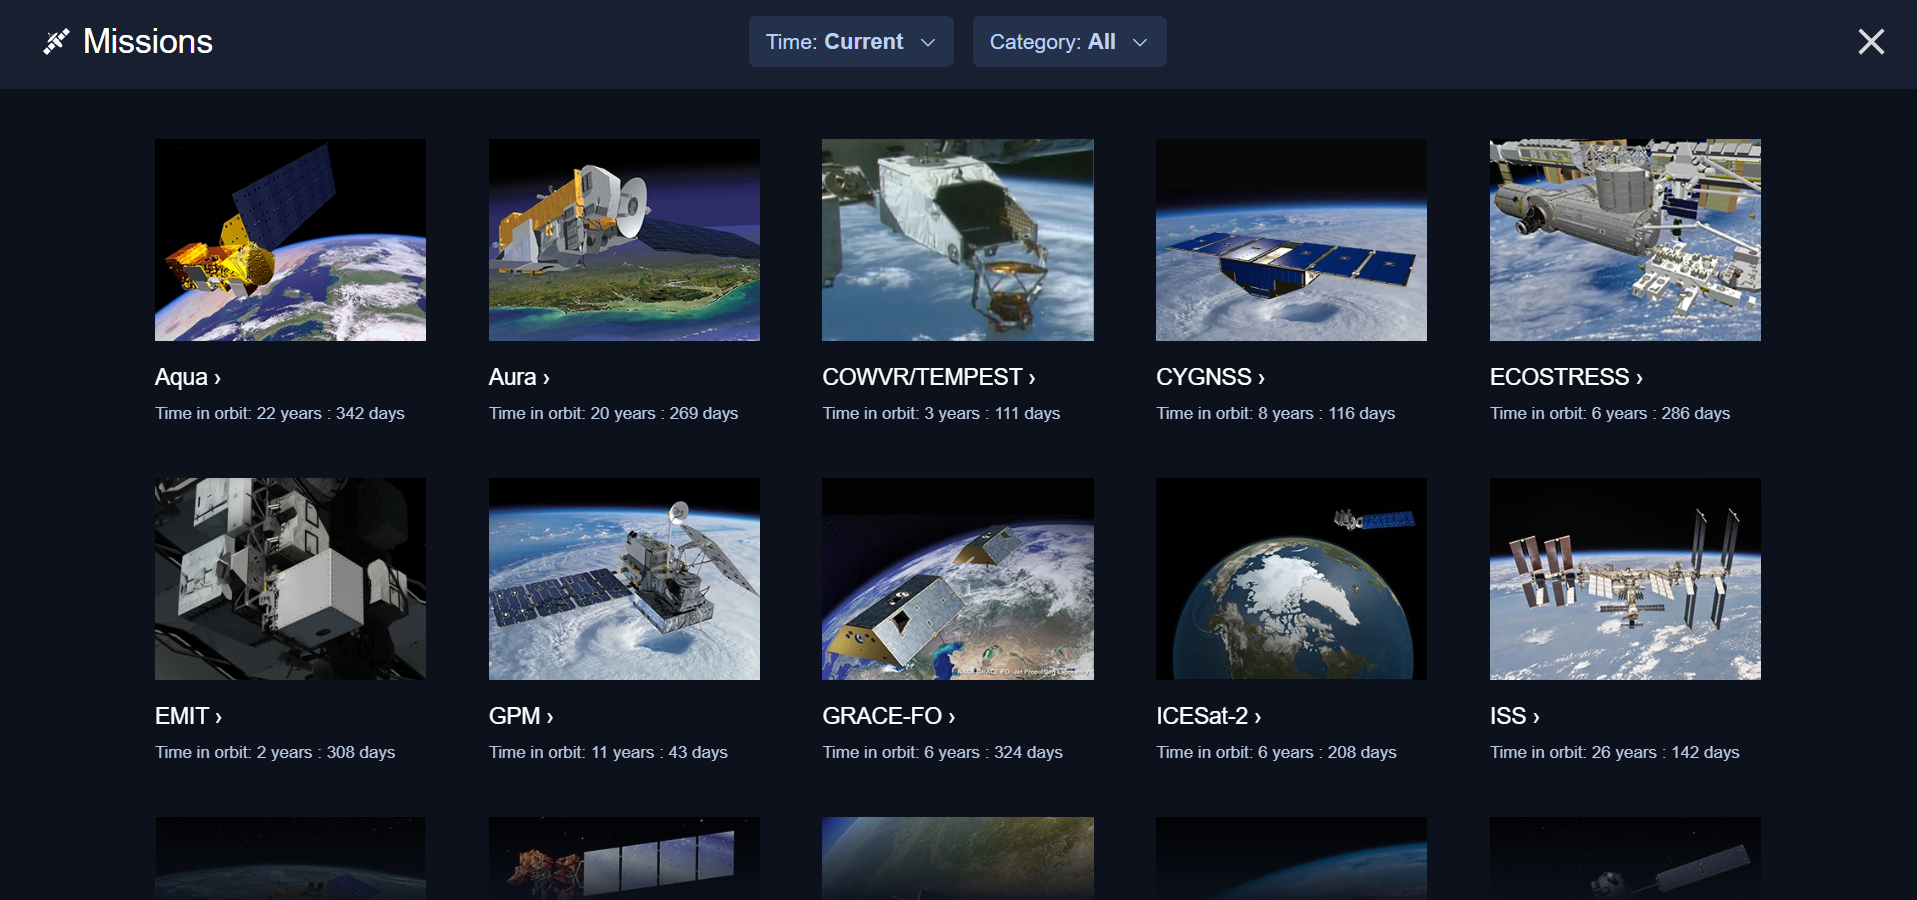 Missions
Time: Current
Category: All
Aqua ›
Time in orbit: 22 years : 342 days
Aura ›
Time in orbit: 20 years : 269 days
COWVR/TEMPEST ›
Time in orbit: 3 years : 111 days
CYGNSS ›
Time in orbit: 8 years : 116 days
ECOSTRESS ›
Time in orbit: 6 years : 286 days
EMIT ›
Time in orbit: 2 years : 308 days
GPM ›
Time in orbit: 11 years : 43 days
GRACE-FO ›
Time in orbit: 6 years : 324 days
ICESat-2 ›
Time in orbit: 6 years : 208 days
ISS ›
Time in orbit: 26 years : 142 days